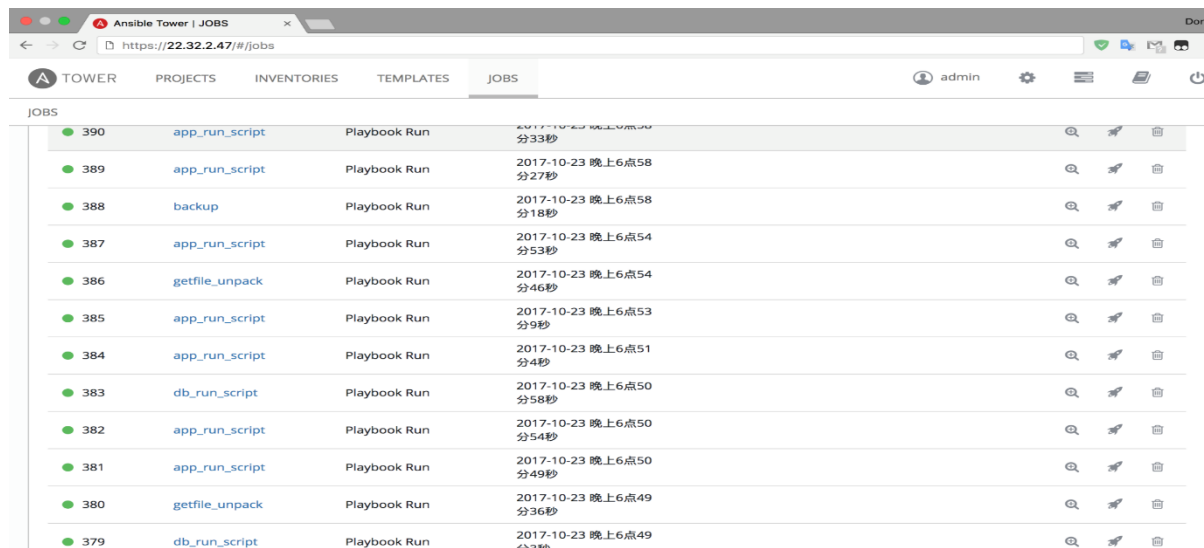 Ansible Tower | JOBS
Dor
https://22.32.2.47/#/jobs
TOWER PROJECTS INVENTORIES TEMPLATES JOBS admin
JOBS
390 app_run_script Playbook Run
分33秒
389 app_run_script Playbook Run 2017-10-23 晚上6点58
分27秒
388 backup Playbook Run 2017-10-23 晚上6点58
分18秒
387 app_run_script Playbook Run 2017-10-23 晚上6点54
分53秒
386 getfile_unpack Playbook Run 2017-10-23 晚上6点54
分46秒
385 app_run_script Playbook Run 2017-10-23 晚上6点53
分9秒
384 app_run_script Playbook Run 2017-10-23 晚上6点51
分4秒
383 db_run_script Playbook Run 2017-10-23 晚上6点50
分58秒
382 app_run_script Playbook Run 2017-10-23 晚上6点50
分54秒
381 app_run_script Playbook Run 2017-10-23 晚上6点50
分49秒
380 getfile_unpack Playbook Run 2017-10-23 晚上6点49
分36秒
379 db_run_script Playbook Run 2017-10-23 晚上6点49